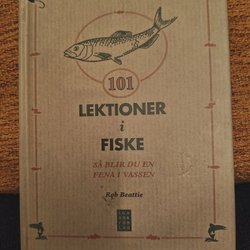 101
LEKTIONER
i
FISKE
SÅ BLIR DU EN
FENA I VASSEN
Rob Beattie